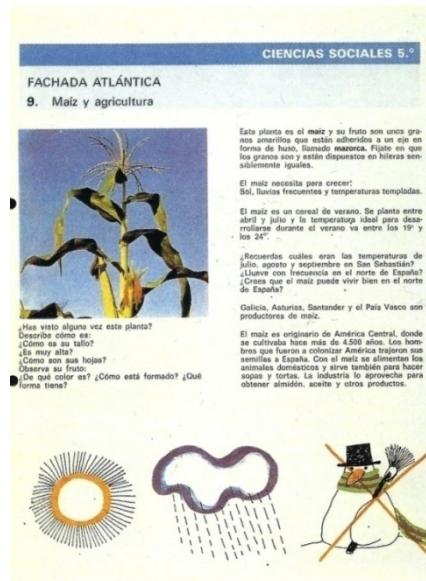 CIENCIAS SOCIALES 5.º
FACHADA ATLÁNTICA
9. Maíz y agricultura
¿Has visto alguna vez esta planta?
Describe cómo es:
¿Cómo es su tallo?
¿Es muy alta?
¿Cómo son sus hojas?
Observa su fruto:
¿De qué color es? ¿Cómo está formado? ¿Qué
forma tiene?
Esta planta es el maíz y su fruto son unos gra-
nos amarillos que están adheridos a un eje en
forma de huso, llamado mazorca. Fíjate en que
los granos son y están dispuestos en hileras sen-
siblemente iguales.
El maíz necesita para crecer:
Sol, lluvias frecuentes y temperaturas templadas.
El maíz es un cereal de verano. Se planta entre
abril y julio y la temperatura ideal para desa-
rrollarse durante el verano va entre los 19° y
los 24°.
¿Recuerdas cuáles eran las temperaturas de
julio, agosto y septiembre en San Sebastián?
¿Llueve con frecuencia en el norte de España?
¿Crees que el maíz puede vivir bien en el norte
de España?
Galicia, Asturias, Santander y el País Vasco son
productores de maíz.
El maíz es originario de América Central, donde
se cultivaba hace más de 4.500 años. Los hom-
bres que fueron a colonizar América trajeron sus
semillas a España. Con el maíz se alimentan los
animales domésticos y sirve también para hacer
sopas y tortas. La industria lo aprovecha para
obtener almidón, aceite y otros productos.